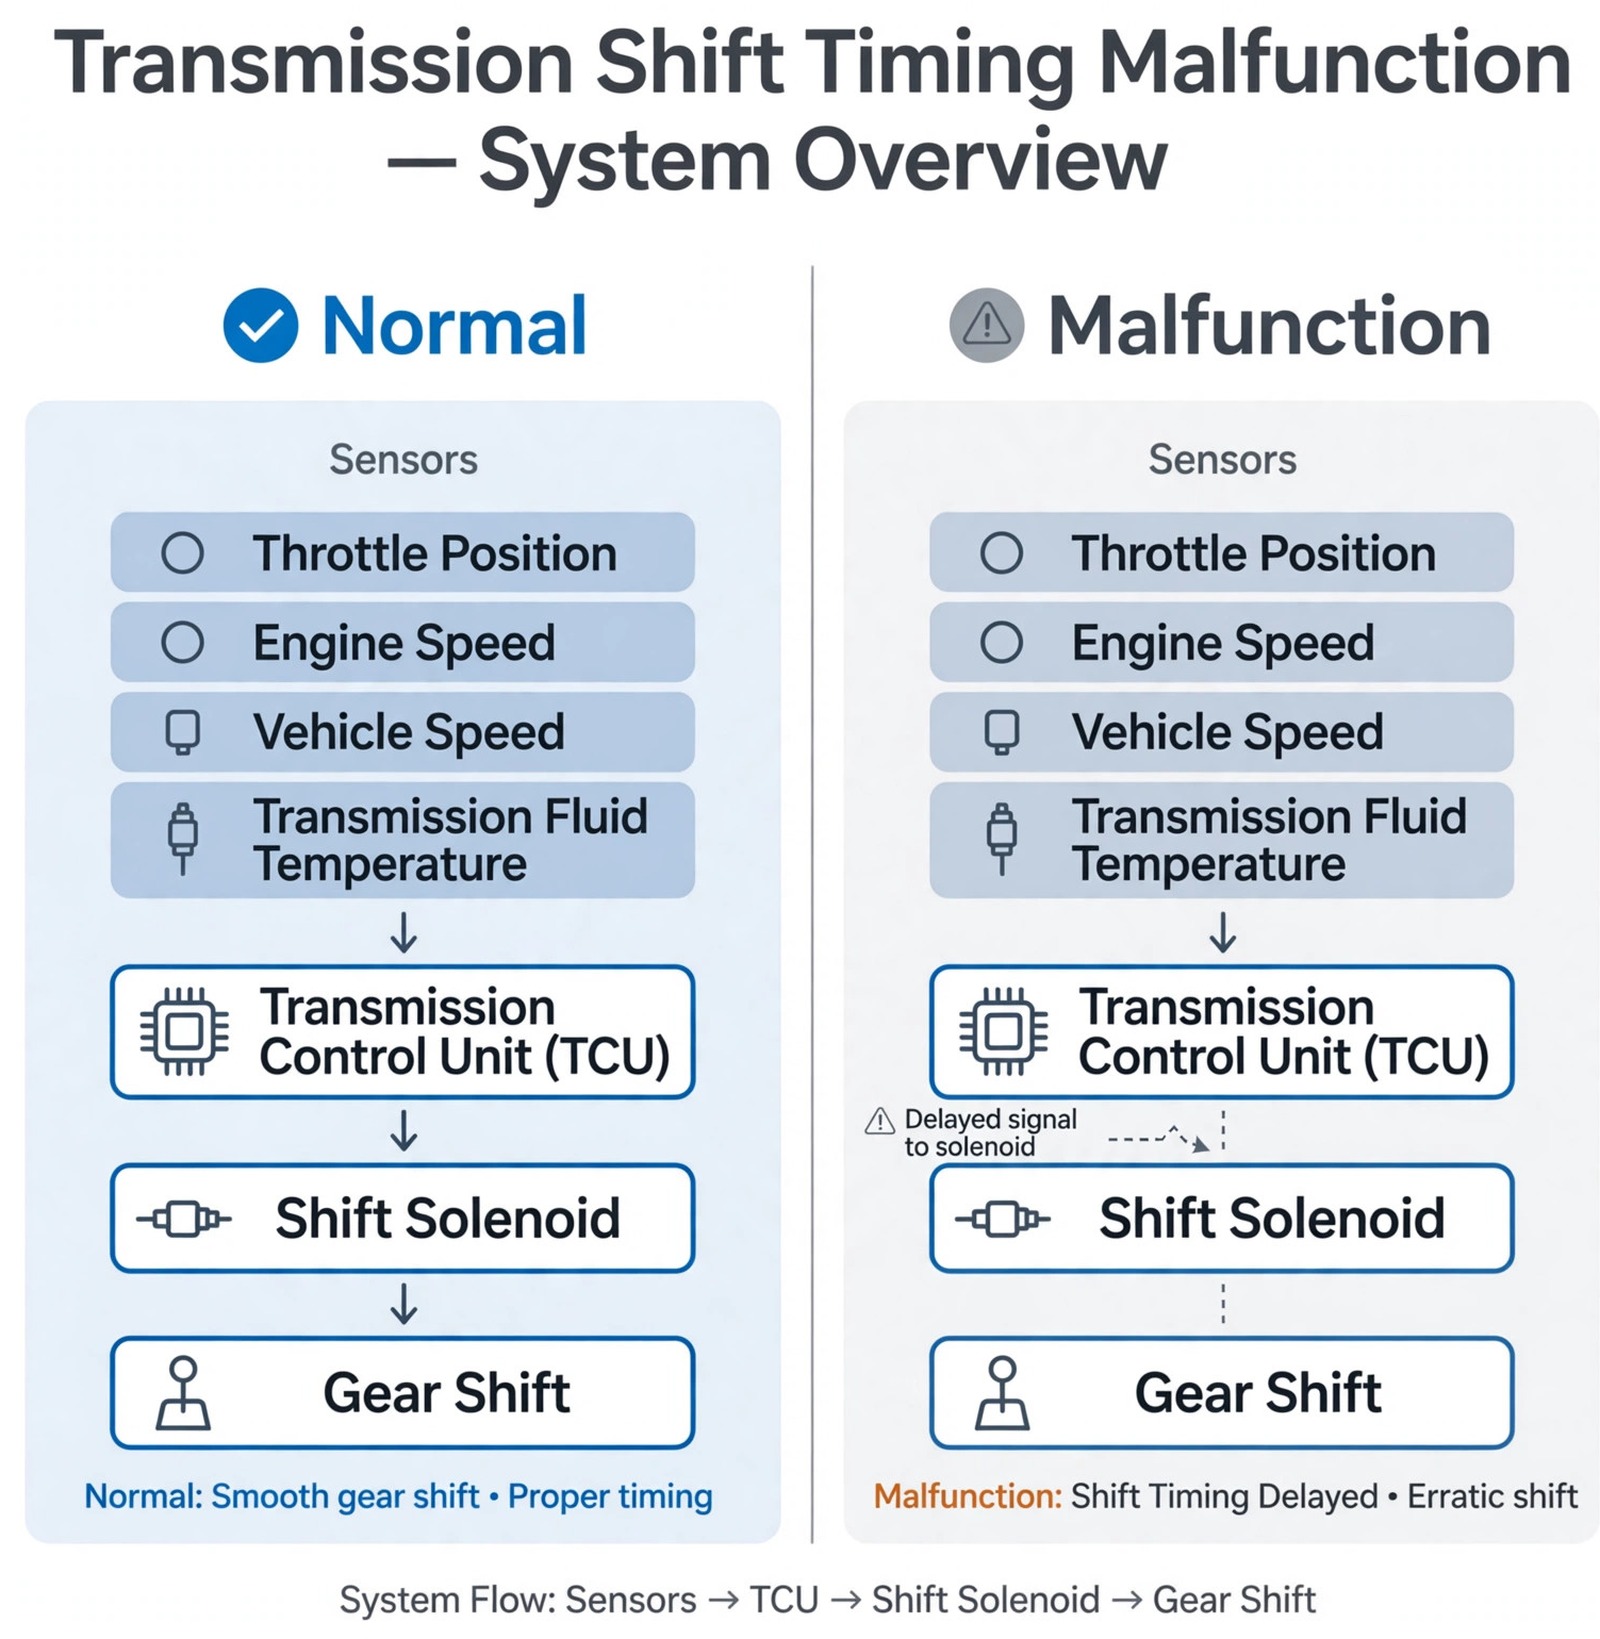 Transmission Shift Timing Malfunction
— System Overview
Normal
Sensors
Throttle Position
Engine Speed
Vehicle Speed
Transmission Fluid
Temperature
Transmission
Control Unit (TCU)
Shift Solenoid
Gear Shift
Normal: Smooth gear shift • Proper timing
Malfunction
Sensors
Throttle Position
Engine Speed
Vehicle Speed
Transmission Fluid
Temperature
Transmission
Control Unit (TCU)
Delayed signal
to solenoid
Shift Solenoid
Gear Shift
Malfunction: Shift Timing Delayed • Erratic shift
System Flow: Sensors → TCU → Shift Solenoid → Gear Shift